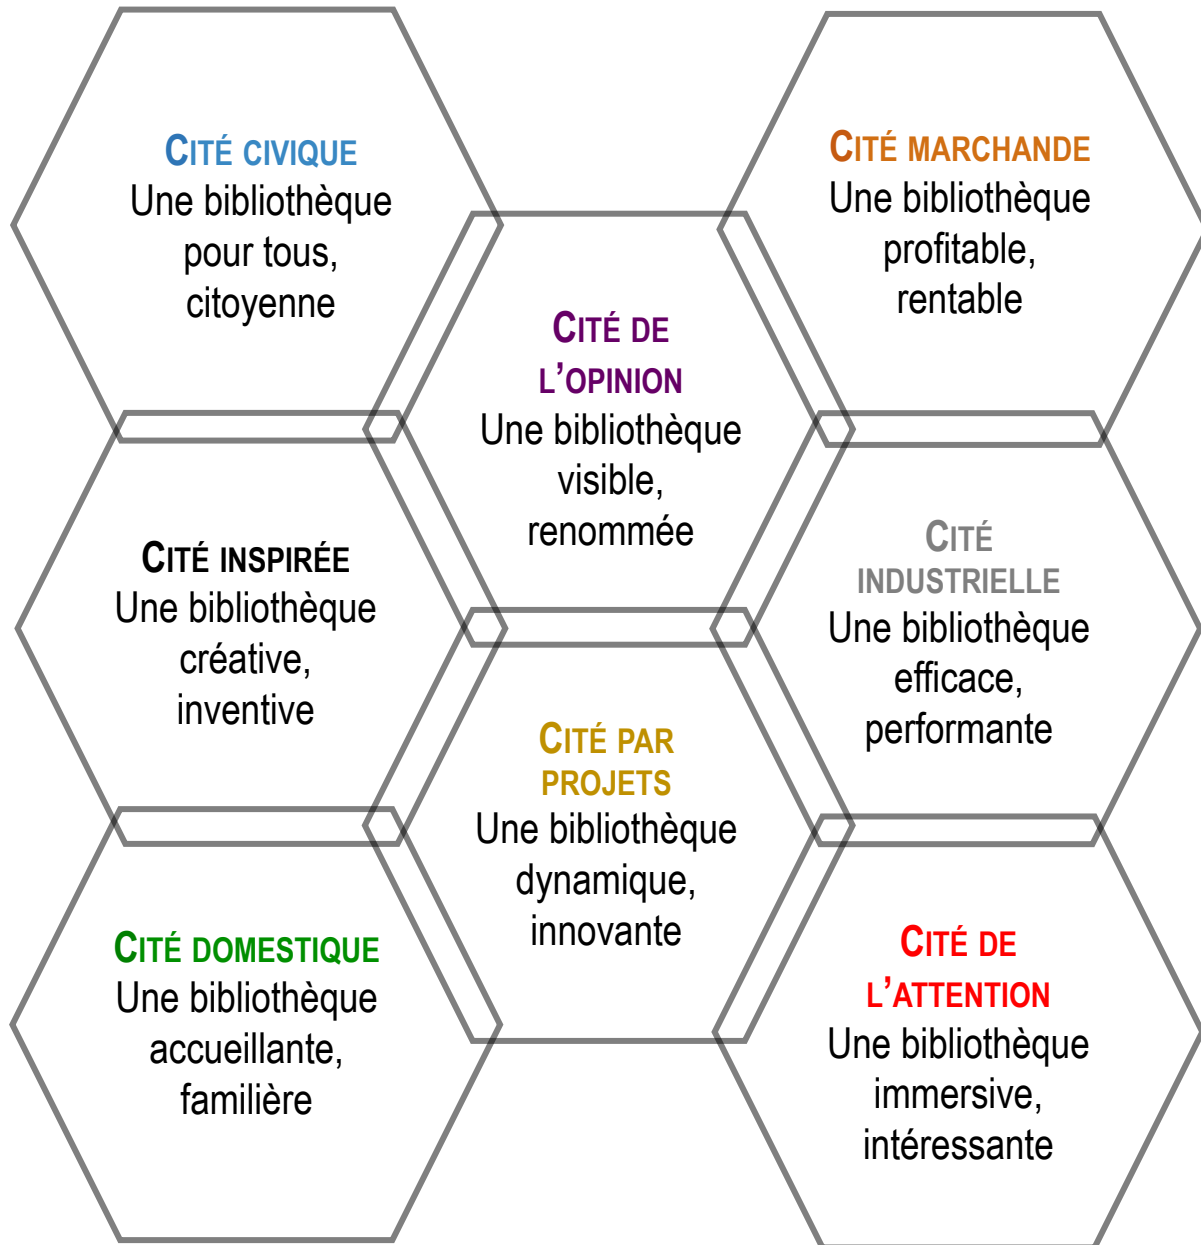 CITÉ CIVIQUE
Une bibliothèque
pour tous,
citoyenne
CITÉ MARCHANDE
Une bibliothèque
profitable,
rentable
CITÉ DE
L’OPINION
Une bibliothèque
visible,
renommée
CITÉ INSPIRÉE
Une bibliothèque
créative,
inventive
CITÉ
INDUSTRIELLE
Une bibliothèque
efficace,
performante
CITÉ PAR
PROJETS
Une bibliothèque
dynamique,
innovante
CITÉ DOMESTIQUE
Une bibliothèque
accueillante,
familière
CITÉ DE
L’ATTENTION
Une bibliothèque
immersive,
intéressante